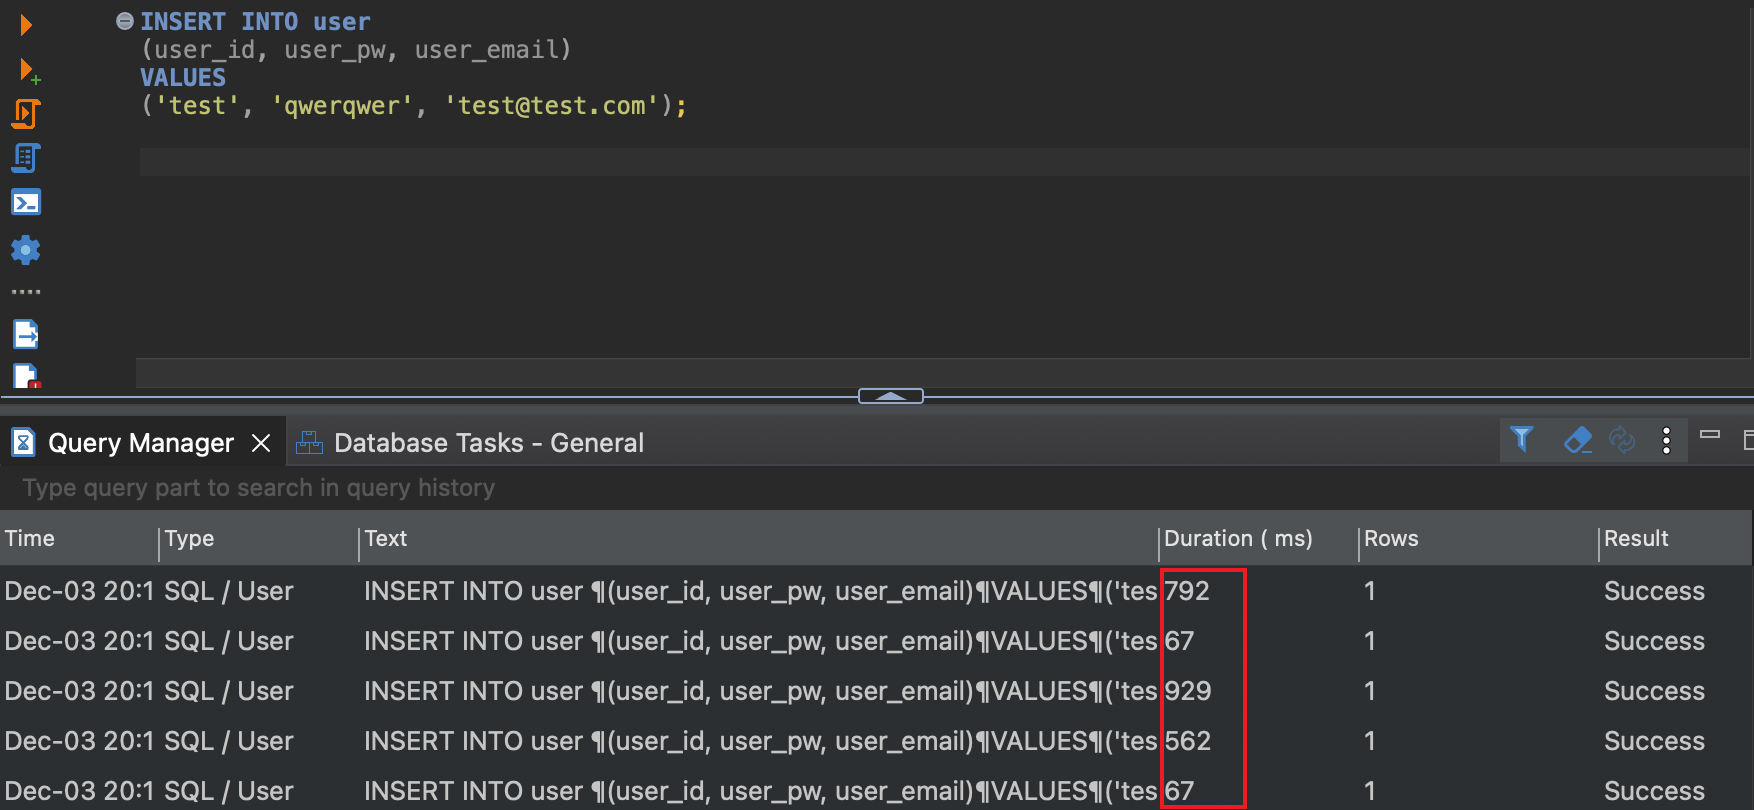 INSERT INTO user
(user_id, user_pw, user_email)
VALUES
('test', 'qwerqwer', 'test@test.com');
Query Manager
Database Tasks - General
Type query part to search in query history
Time Type Text Duration ( ms) Rows Result
Dec-03 20:1 SQL / User INSERT INTO user ¶(user_id, user_pw, user_email)¶VALUES¶('tes 792 1 Success
Dec-03 20:1 SQL / User INSERT INTO user ¶(user_id, user_pw, user_email)¶VALUES¶('tes 67 1 Success
Dec-03 20:1 SQL / User INSERT INTO user ¶(user_id, user_pw, user_email)¶VALUES¶('tes 929 1 Success
Dec-03 20:1 SQL / User INSERT INTO user ¶(user_id, user_pw, user_email)¶VALUES¶('tes 562 1 Success
Dec-03 20:1 SQL / User INSERT INTO user ¶(user_id, user_pw, user_email)¶VALUES¶('tes 67 1 Success